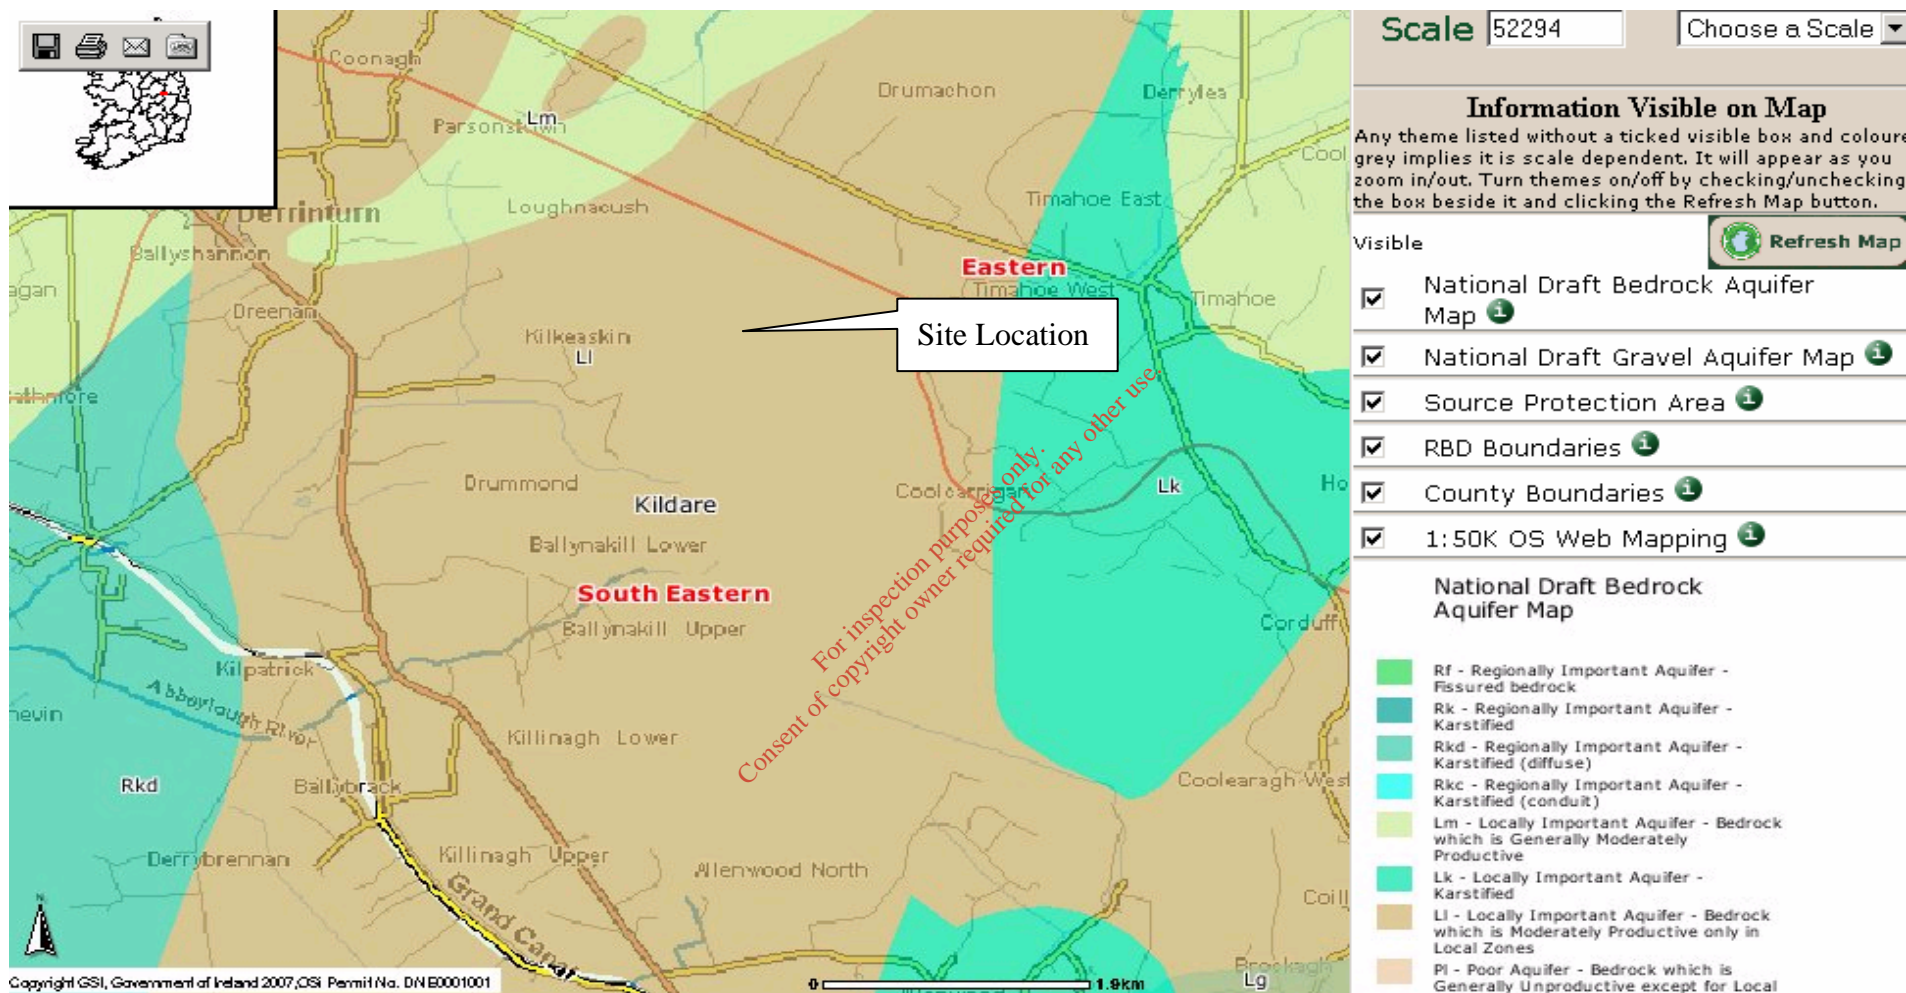 Coonagh
Drumachon
Derrylea
Parsonstown
Lm
Cool
Derrinturn
Loughnacush
Timahoe East
Ballyshannon
Eastern
agan
Timahoe West
Timahoe
Dreenan
Kilkeaskin
Site Location
Ll
athmore
Drummond
Coolcarrigan
Lk
Ho
Kildare
Ballynakill Lower
South Eastern
Ballynakill Upper
Corduff
Kilpatrick
Abbeylough River
nevin
Killinagh Lower
Rkd
Ballybrack
Coolearagh West
Derrybrennan
Killinagh Upper
Allenwood North
Grand Canal
Coill
Brockagh
Lg
For inspection purposes only.
Consent of copyright owner required for any other use.
N
0 1.9km
Copyright GSI, Government of Ireland 2007,OSi Permit No. DNE0001001
Scale 52294 Choose a Scale
Information Visible on Map
Any theme listed without a ticked visible box and coloure
grey implies it is scale dependent. It will appear as you
zoom in/out. Turn themes on/off by checking/unchecking
the box beside it and clicking the Refresh Map button.
Visible Refresh Map
National Draft Bedrock Aquifer
Map i
National Draft Gravel Aquifer Map i
Source Protection Area i
RBD Boundaries i
County Boundaries i
1:50K OS Web Mapping i
National Draft Bedrock
Aquifer Map
Rf - Regionally Important Aquifer -
Fissured bedrock
Rk - Regionally Important Aquifer -
Karstified
Rkd - Regionally Important Aquifer -
Karstified (diffuse)
Rkc - Regionally Important Aquifer -
Karstified (conduit)
Lm - Locally Important Aquifer - Bedrock
which is Generally Moderately
Productive
Lk - Locally Important Aquifer -
Karstified
Ll - Locally Important Aquifer - Bedrock
which is Moderately Productive only in
Local Zones
Pl - Poor Aquifer - Bedrock which is
Generally Unproductive except for Local